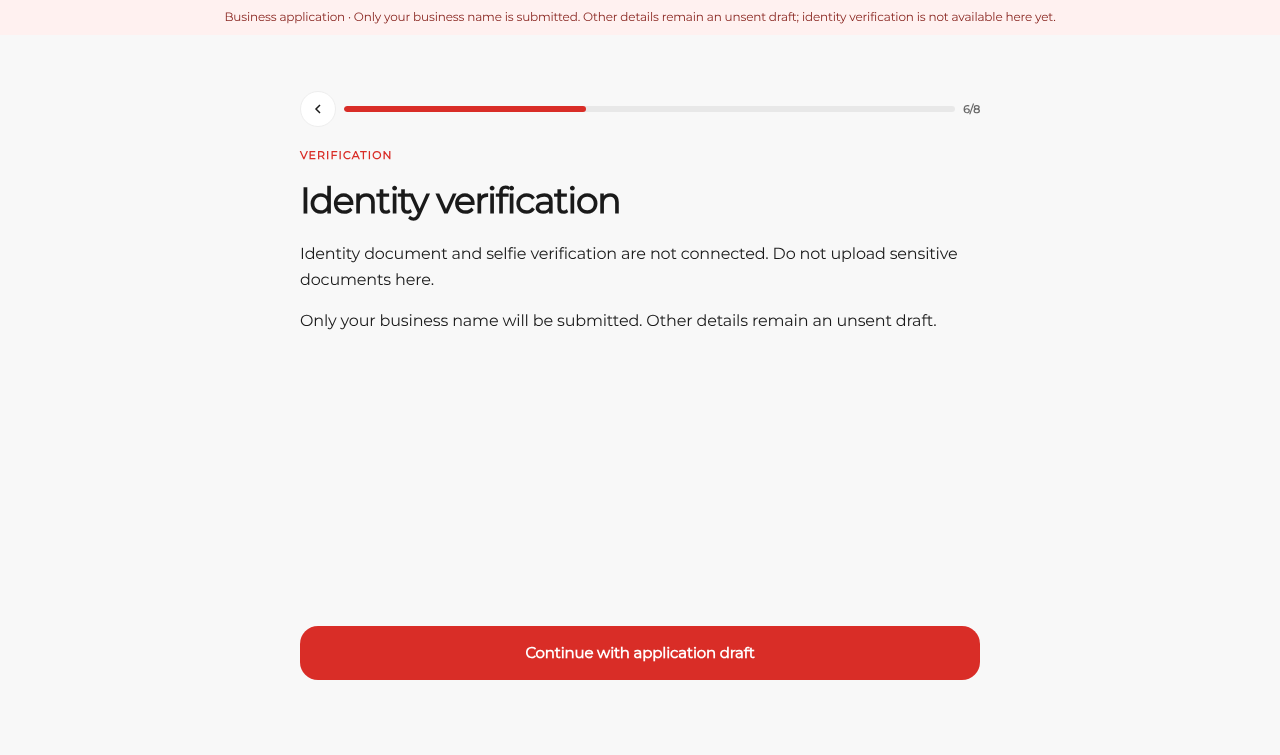 Business application · Only your business name is submitted. Other details remain an unsent draft; identity verification is not available here yet.
6/8
VERIFICATION
Identity verification
Identity document and selfie verification are not connected. Do not upload sensitive
documents here.
Only your business name will be submitted. Other details remain an unsent draft.
Continue with application draft